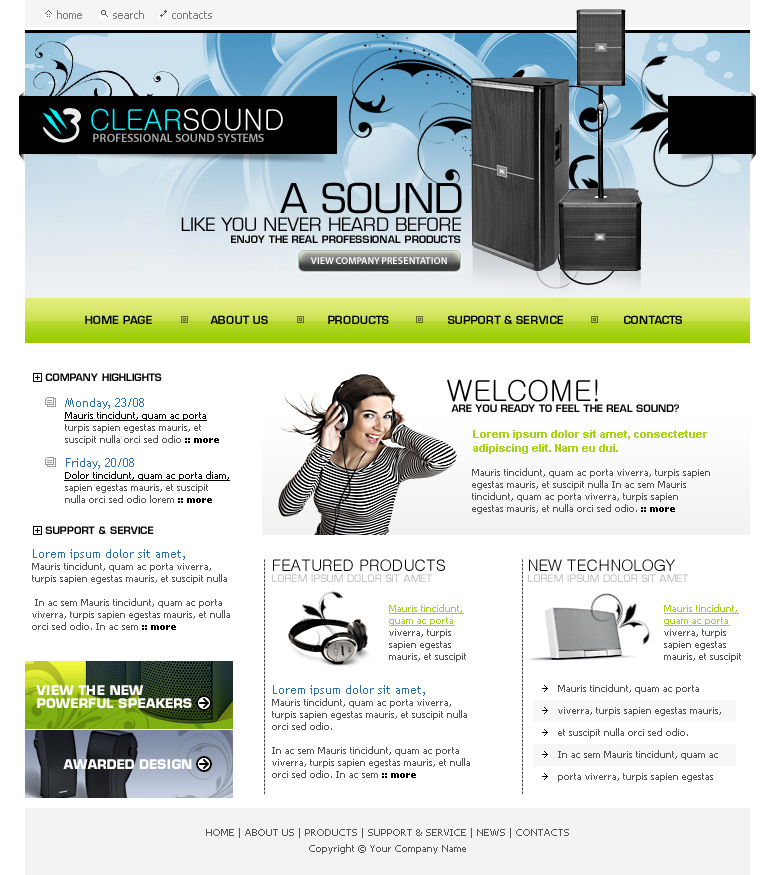 home search contacts
CLEARSOUND
PROFESSIONAL SOUND SYSTEMS
A SOUND
LIKE YOU NEVER HEARD BEFORE
ENJOY THE REAL PROFESSIONAL PRODUCTS
VIEW COMPANY PRESENTATION
HOME PAGE ABOUT US PRODUCTS SUPPORT & SERVICE CONTACTS
COMPANY HIGHLIGHTS
Monday, 23/08
Mauris tincidunt, quam ac porta
turpis sapien egestas mauris, et
suscipit nulla orci sed odio :: more
Friday, 20/08
Dolor tincidunt, quam ac porta diam,
sapien egestas mauris, et suscipit
nulla orci sed odio lorem :: more
SUPPORT & SERVICE
Lorem ipsum dolor sit amet,
Mauris tincidunt, quam ac porta viverra,
turpis sapien egestas mauris, et suscipit nulla
In ac sem Mauris tincidunt, quam ac porta
viverra, turpis sapien egestas mauris, et nulla
orci sed odio. In ac sem :: more
VIEW THE NEW
POWERFUL SPEAKERS
AWARDED DESIGN
WELCOME!
ARE YOU READY TO FEEL THE REAL SOUND?
Lorem ipsum dolor sit amet, consectetuer
adipiscing elit. Nam eu dui.
Mauris tincidunt, quam ac porta viverra, turpis sapien
egestas mauris, et suscipit nulla In ac sem Mauris
tincidunt, quam ac porta viverra, turpis sapien
egestas mauris, et nulla orci sed odio. :: more
FEATURED PRODUCTS
LOREM IPSUM DOLOR SIT AMET
Mauris tincidunt,
quam ac porta
viverra, turpis
sapien egestas
mauris, et suscipit
Lorem ipsum dolor sit amet,
Mauris tincidunt, quam ac porta viverra,
turpis sapien egestas mauris, et suscipit nulla
orci sed odio.
In ac sem Mauris tincidunt, quam ac porta
viverra, turpis sapien egestas mauris, et nulla
orci sed odio. In ac sem :: more
NEW TECHNOLOGY
LOREM IPSUM DOLOR SIT AMET
Mauris tincidunt,
quam ac porta
viverra, turpis
sapien egestas
mauris, et suscipit
Mauris tincidunt, quam ac porta
viverra, turpis sapien egestas mauris,
et suscipit nulla orci sed odio.
In ac sem Mauris tincidunt, quam ac
porta viverra, turpis sapien egestas
HOME | ABOUT US | PRODUCTS | SUPPORT & SERVICE | NEWS | CONTACTS
Copyright © Your Company Name